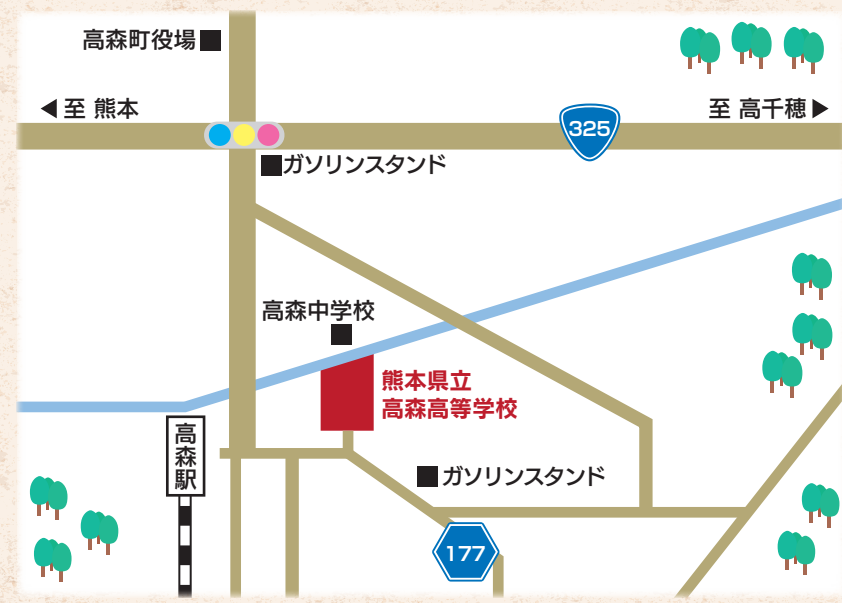 高森町役場
至 熊本
至 高千穂
325
ガソリンスタンド
高森中学校
熊本県立
高森高等学校
高森駅
ガソリンスタンド
177